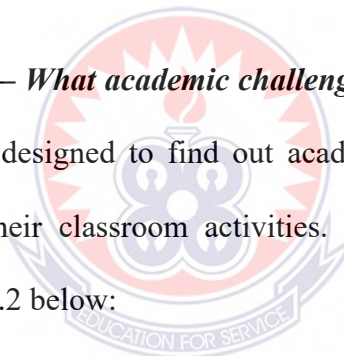 – What academic challeng
designed to find out acad
heir classroom activities.
.2 below:
EDUCATION FOR SERVICE